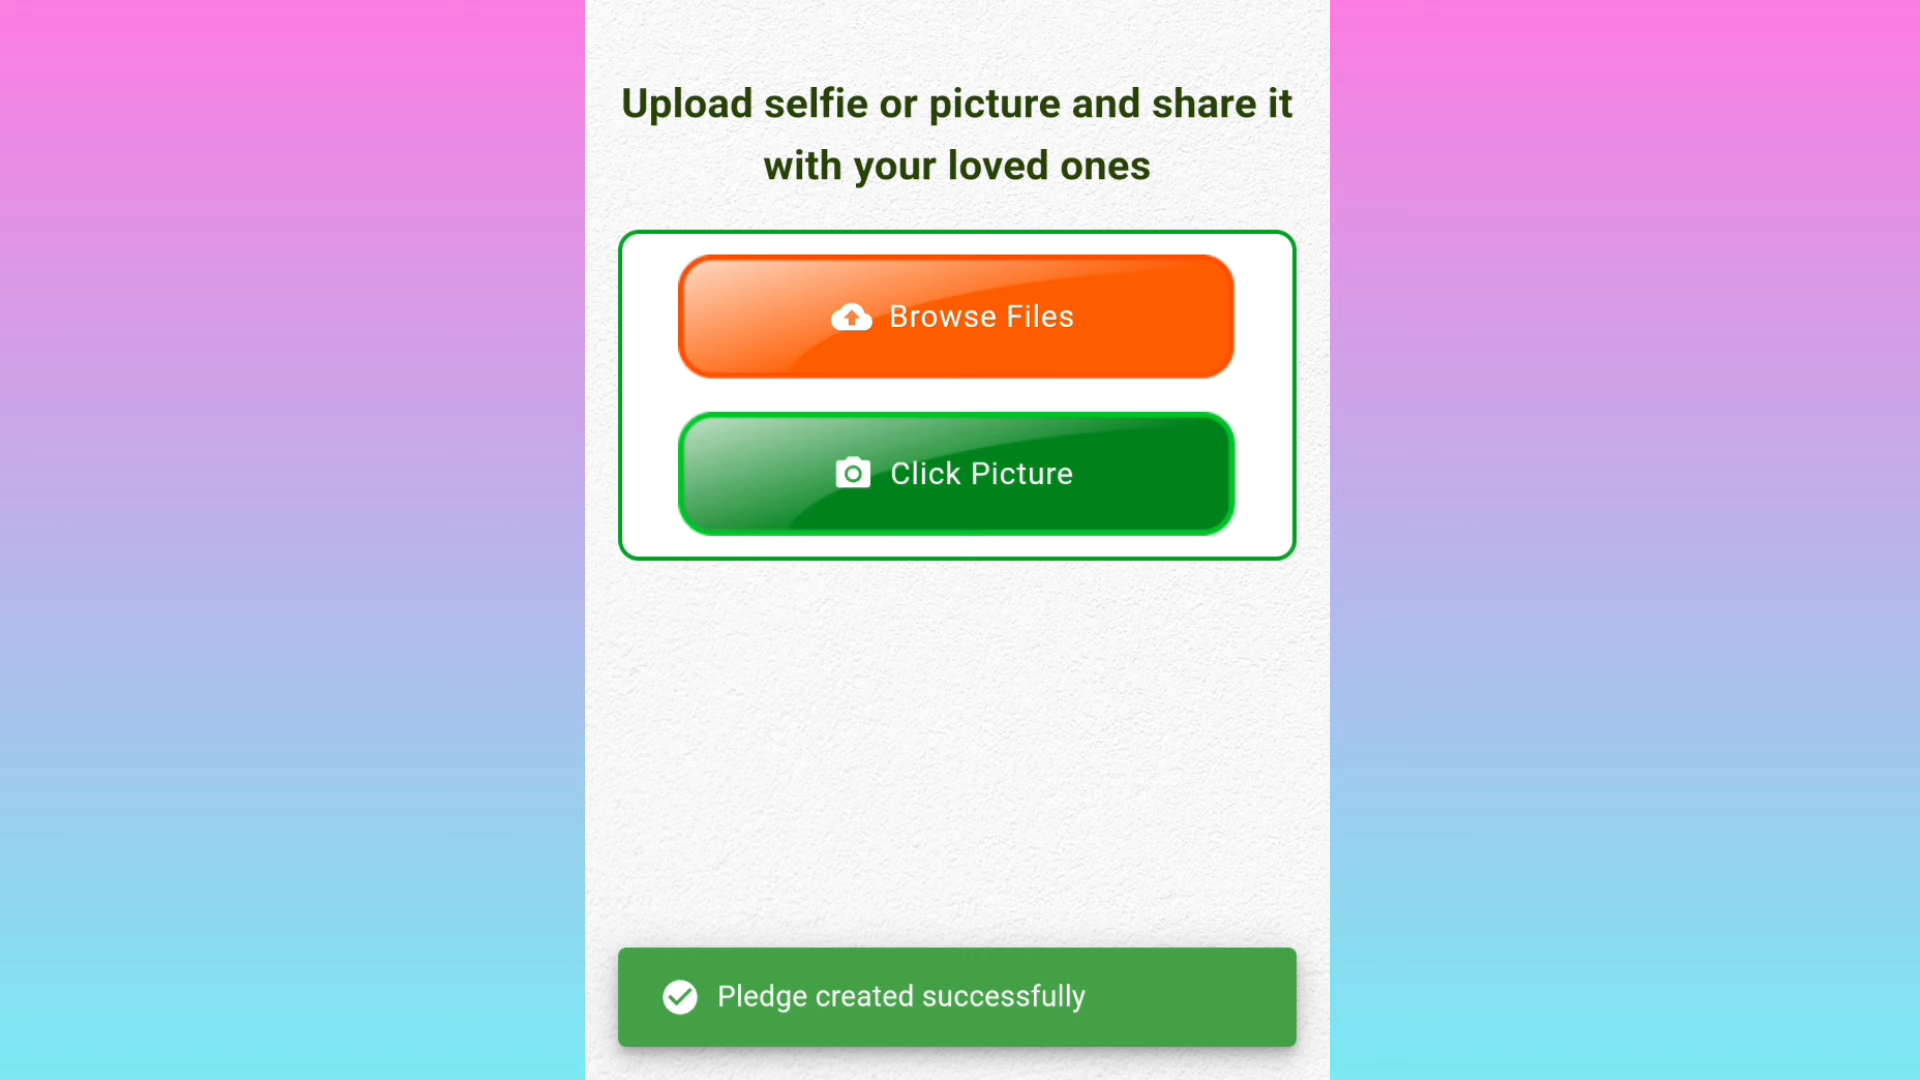 Upload selfie or picture and share it
with your loved ones
Browse Files
Click Picture
Pledge created successfully